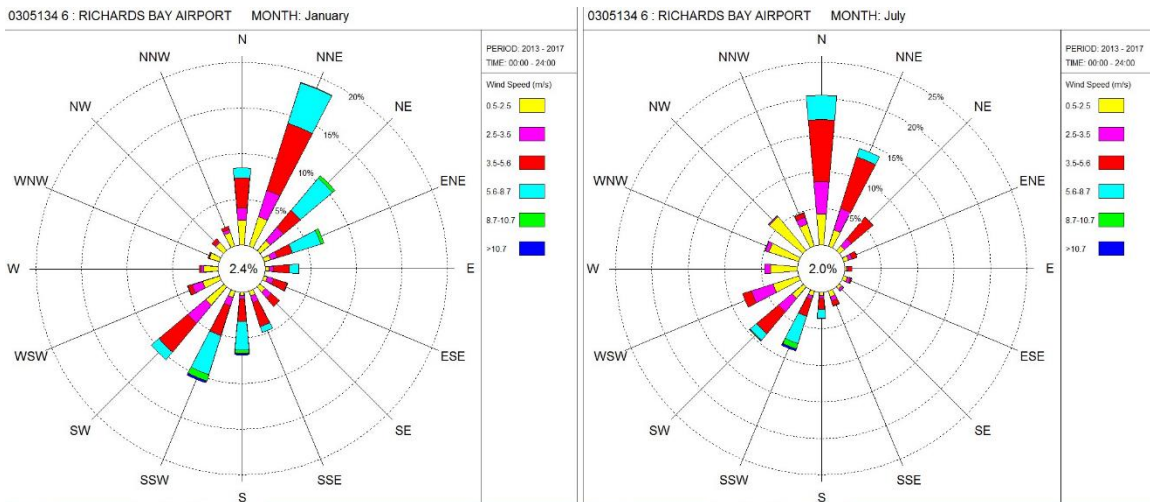 0305134 6 : RICHARDS BAY AIRPORT MONTH: January
N
NNE
NE
ENE
E
ESE
SE
SSE
S
SSW
SW
WSW
W
WNW
NW
NNW
5%
10%
15%
20%
2.4%
PERIOD: 2013 - 2017
TIME: 00:00 - 24:00
Wind Speed (m/s)
0.5-2.5
2.5-3.5
3.5-5.6
5.6-8.7
8.7-10.7
>10.7
0305134 6 : RICHARDS BAY AIRPORT MONTH: July
N
NNE
NE
ENE
E
ESE
SE
SSE
S
SSW
SW
WSW
W
WNW
NW
NNW
5%
10%
15%
20%
25%
2.0%
PERIOD: 2013 - 2017
TIME: 00:00 - 24:00
Wind Speed (m/s)
0.5-2.5
2.5-3.5
3.5-5.6
5.6-8.7
8.7-10.7
>10.7